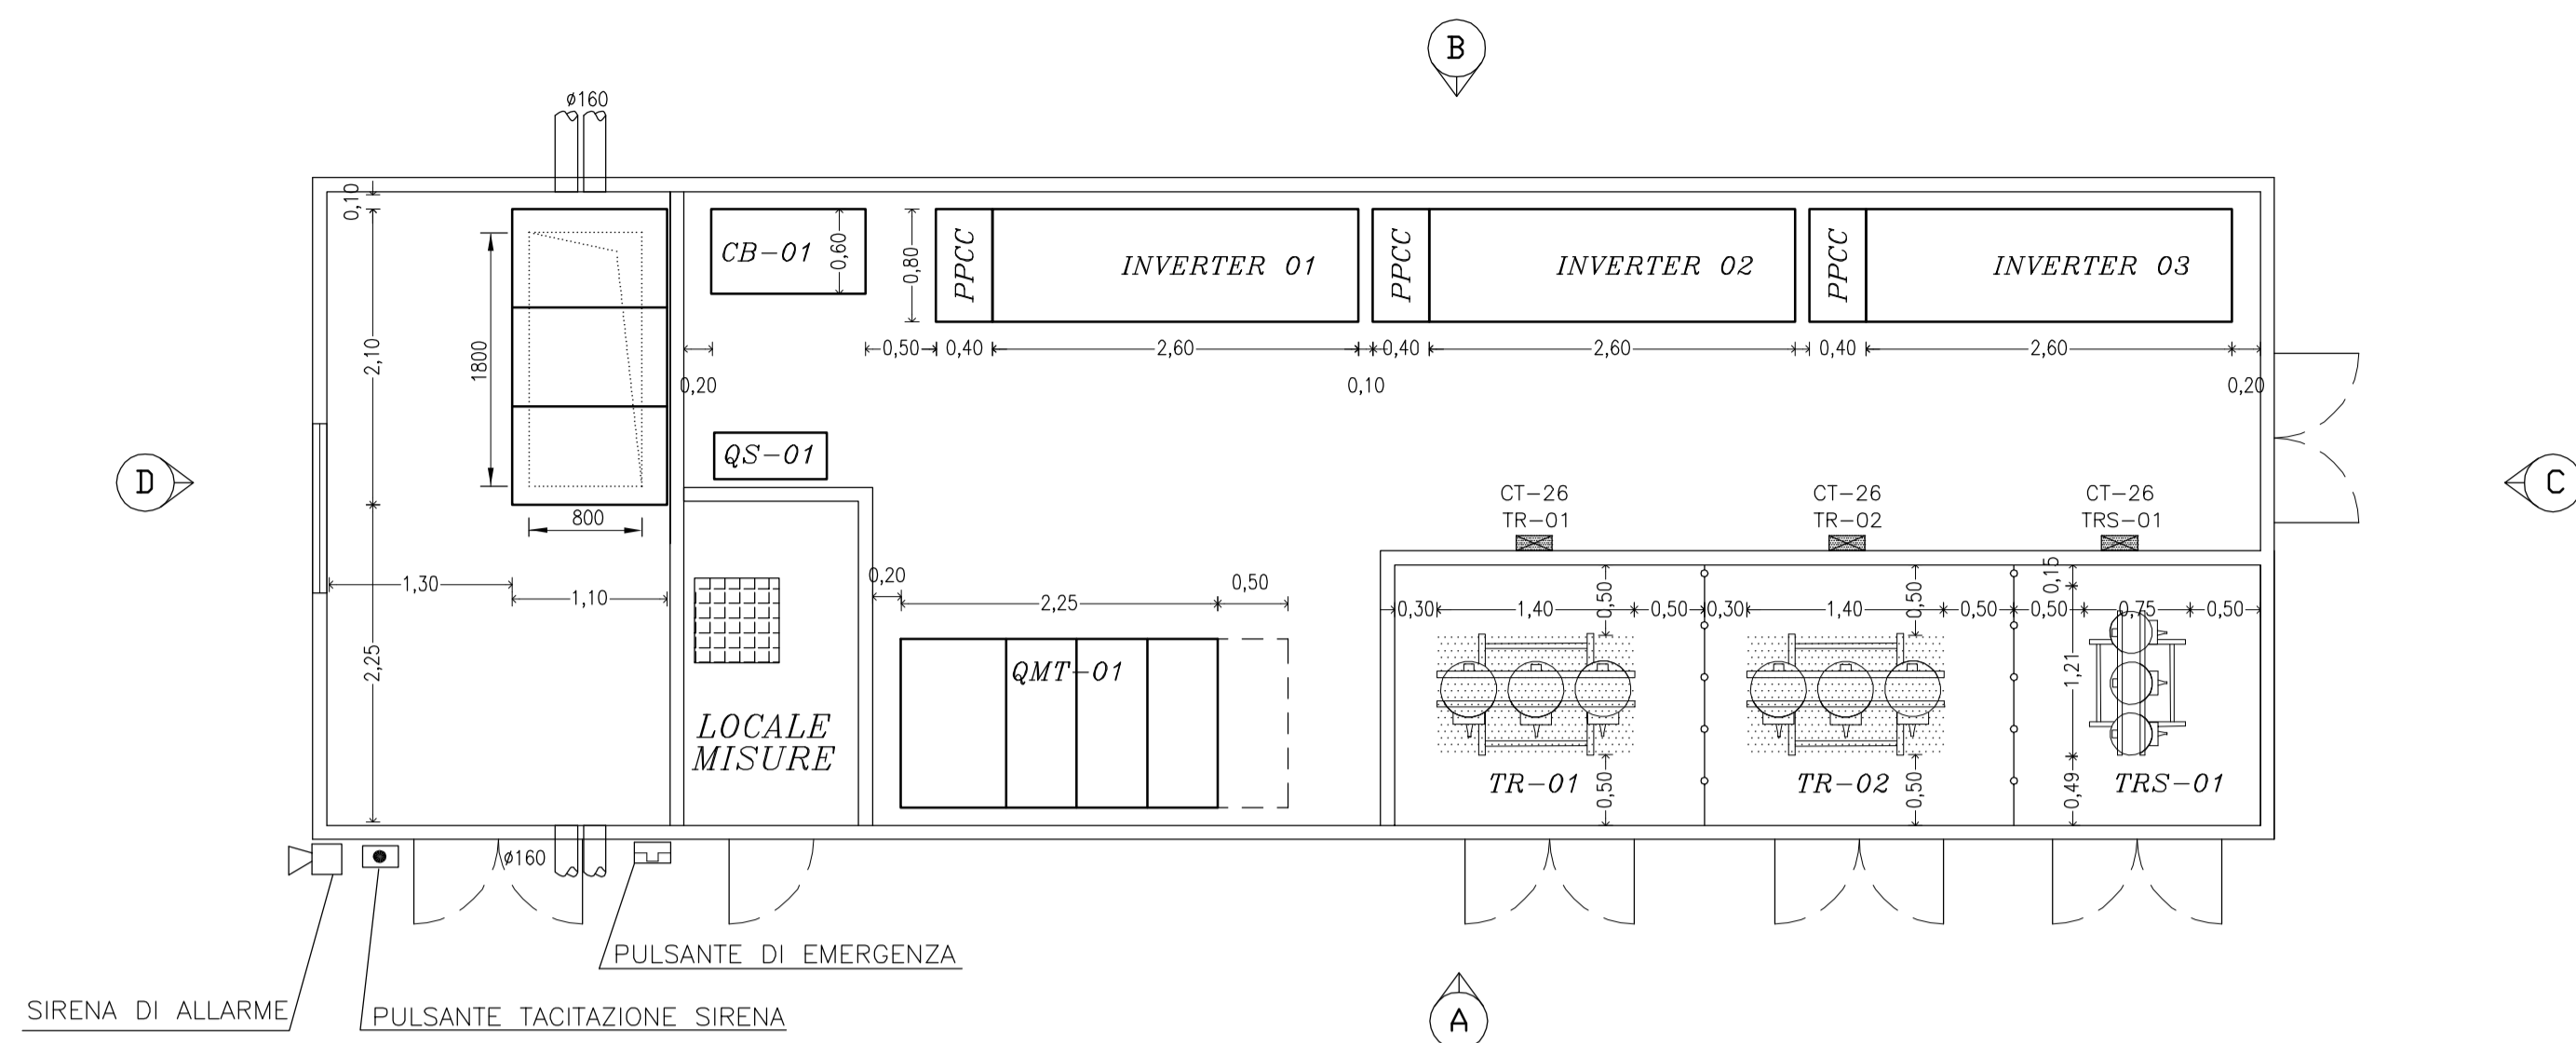 B
ø160
0,10
CB-01
0,60
0,80
PPCC
INVERTER 01
PPCC
INVERTER 02
PPCC
INVERTER 03
2,10
1800
0,50
0,40
2,60
0,40
2,60
0,40
2,60
0,20
0,10
0,20
QS-01
D
C
800
CT-26
TR-01
CT-26
TR-02
CT-26
TRS-01
1,30
1,10
0,20
2,25
0,50
0,30
1,40
0,50
0,50
0,30
1,40
0,50
0,50
0,15
0,50
0,75
0,50
2,25
QMT-01
1,21
LOCALE
MISURE
TR-01
0,50
TR-02
0,50
0,49
TRS-01
ø160
PULSANTE DI EMERGENZA
SIRENA DI ALLARME
PULSANTE TACITAZIONE SIRENA
A